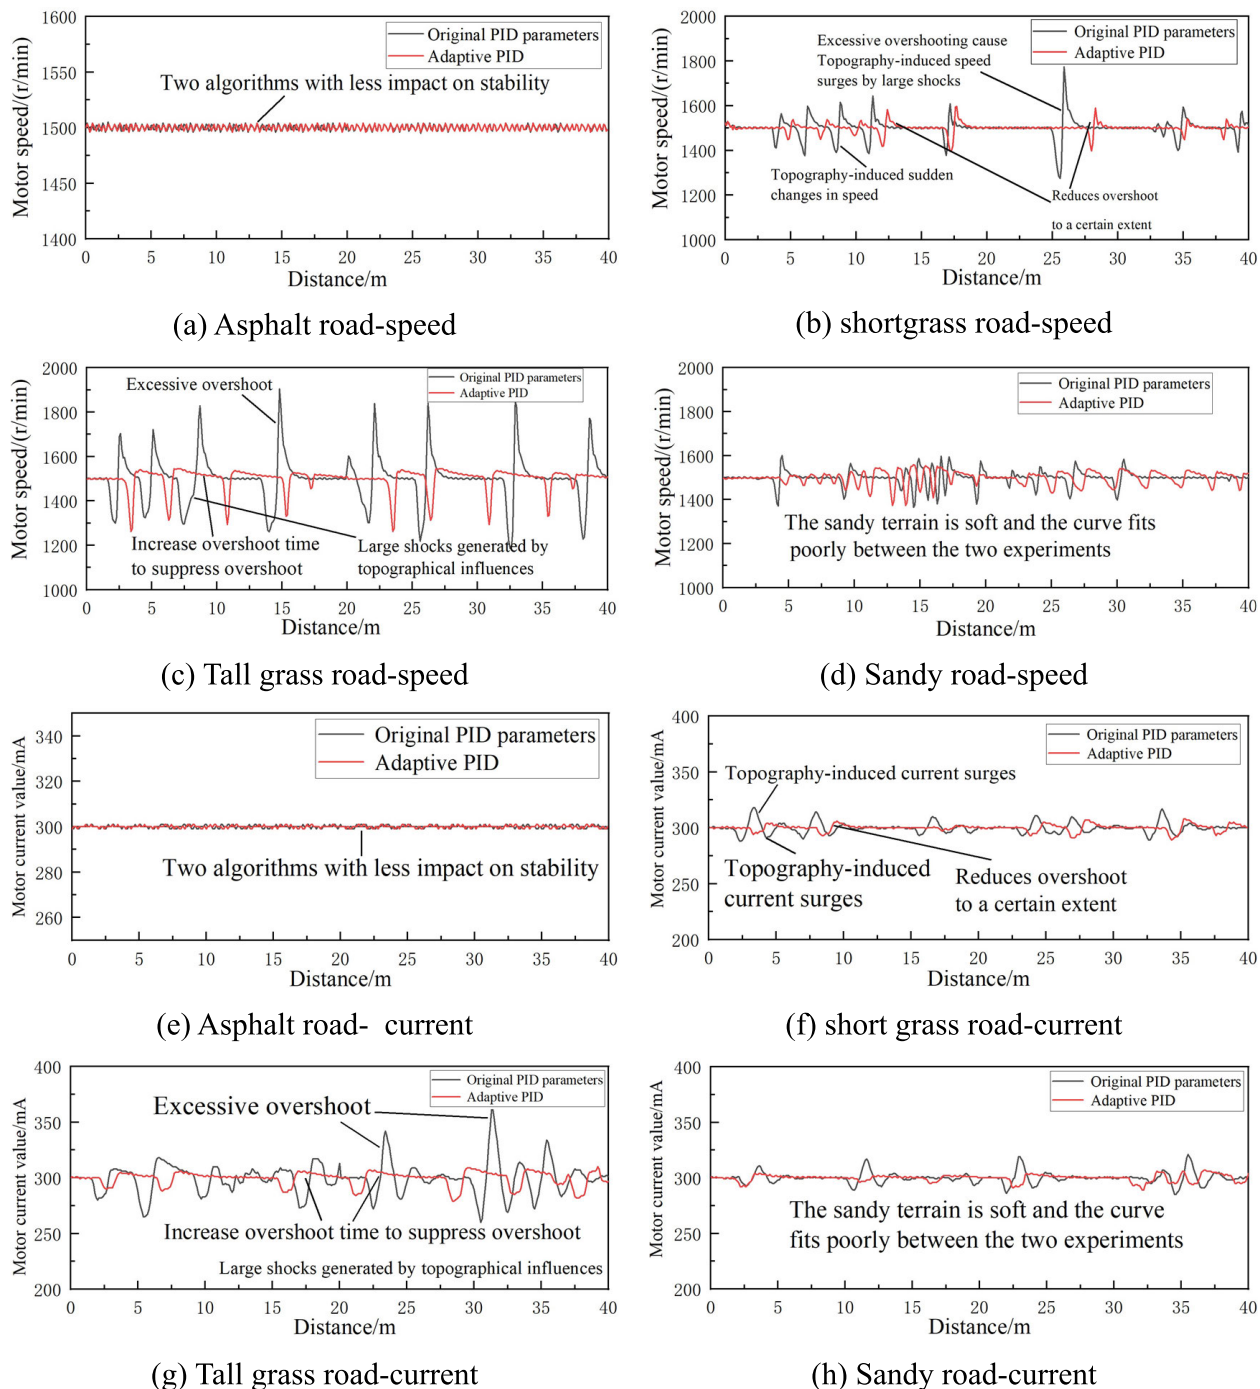 1600
1550
1500
1450
1400
Motor speed/(r/min)
Original PID parameters
Adaptive PID
Two algorithms with less impact on stability
0 5 10 15 20 25 30 35 40
Distance/m
(a) Asphalt road-speed
2000
1800
1600
1400
1200
1000
Motor speed/(r/min)
Original PID parameters
Adaptive PID
Excessive overshooting cause
Topography-induced speed
surges by large shocks
Topography-induced sudden
changes in speed
Reduces overshoot
to a certain extent
0 5 10 15 20 25 30 35 40
Distance/m
(b) shortgrass road-speed
2000
1800
1600
1400
1200
1000
Motor speed/(r/min)
Original PID parameters
Adaptive PID
Excessive overshoot
Increase overshoot time
to suppress overshoot
Large shocks generated by
topographical influences
0 5 10 15 20 25 30 35 40
Distance/m
(c) Tall grass road-speed
2000
1800
1600
1400
1200
1000
Motor speed/(r/min)
Original PID parameters
Adaptive PID
The sandy terrain is soft and the curve fits
poorly between the two experiments
0 5 10 15 20 25 30 35 40
Distance/m
(d) Sandy road-speed
340
320
300
280
260
Motor current value/mA
Original PID parameters
Adaptive PID
Two algorithms with less impact on stability
0 5 10 15 20 25 30 35 40
Distance/m
(e) Asphalt road- current
400
350
300
250
200
Motor current value/mA
Original PID parameters
Adaptive PID
Topography-induced current surges
Topography-induced
current surges
Reduces overshoot
to a certain extent
0 5 10 15 20 25 30 35 40
Distance/m
(f) short grass road-current
400
350
300
250
200
Motor current value/mA
Original PID parameters
Adaptive PID
Excessive overshoot
Increase overshoot time to suppress overshoot
Large shocks generated by topographical influences
0 5 10 15 20 25 30 35 40
Distance/m
(g) Tall grass road-current
400
350
300
250
200
Motor current value/mA
Original PID parameters
Adaptive PID
The sandy terrain is soft and the curve
fits poorly between the two experiments
0 5 10 15 20 25 30 35 40
Distance/m
(h) Sandy road-current